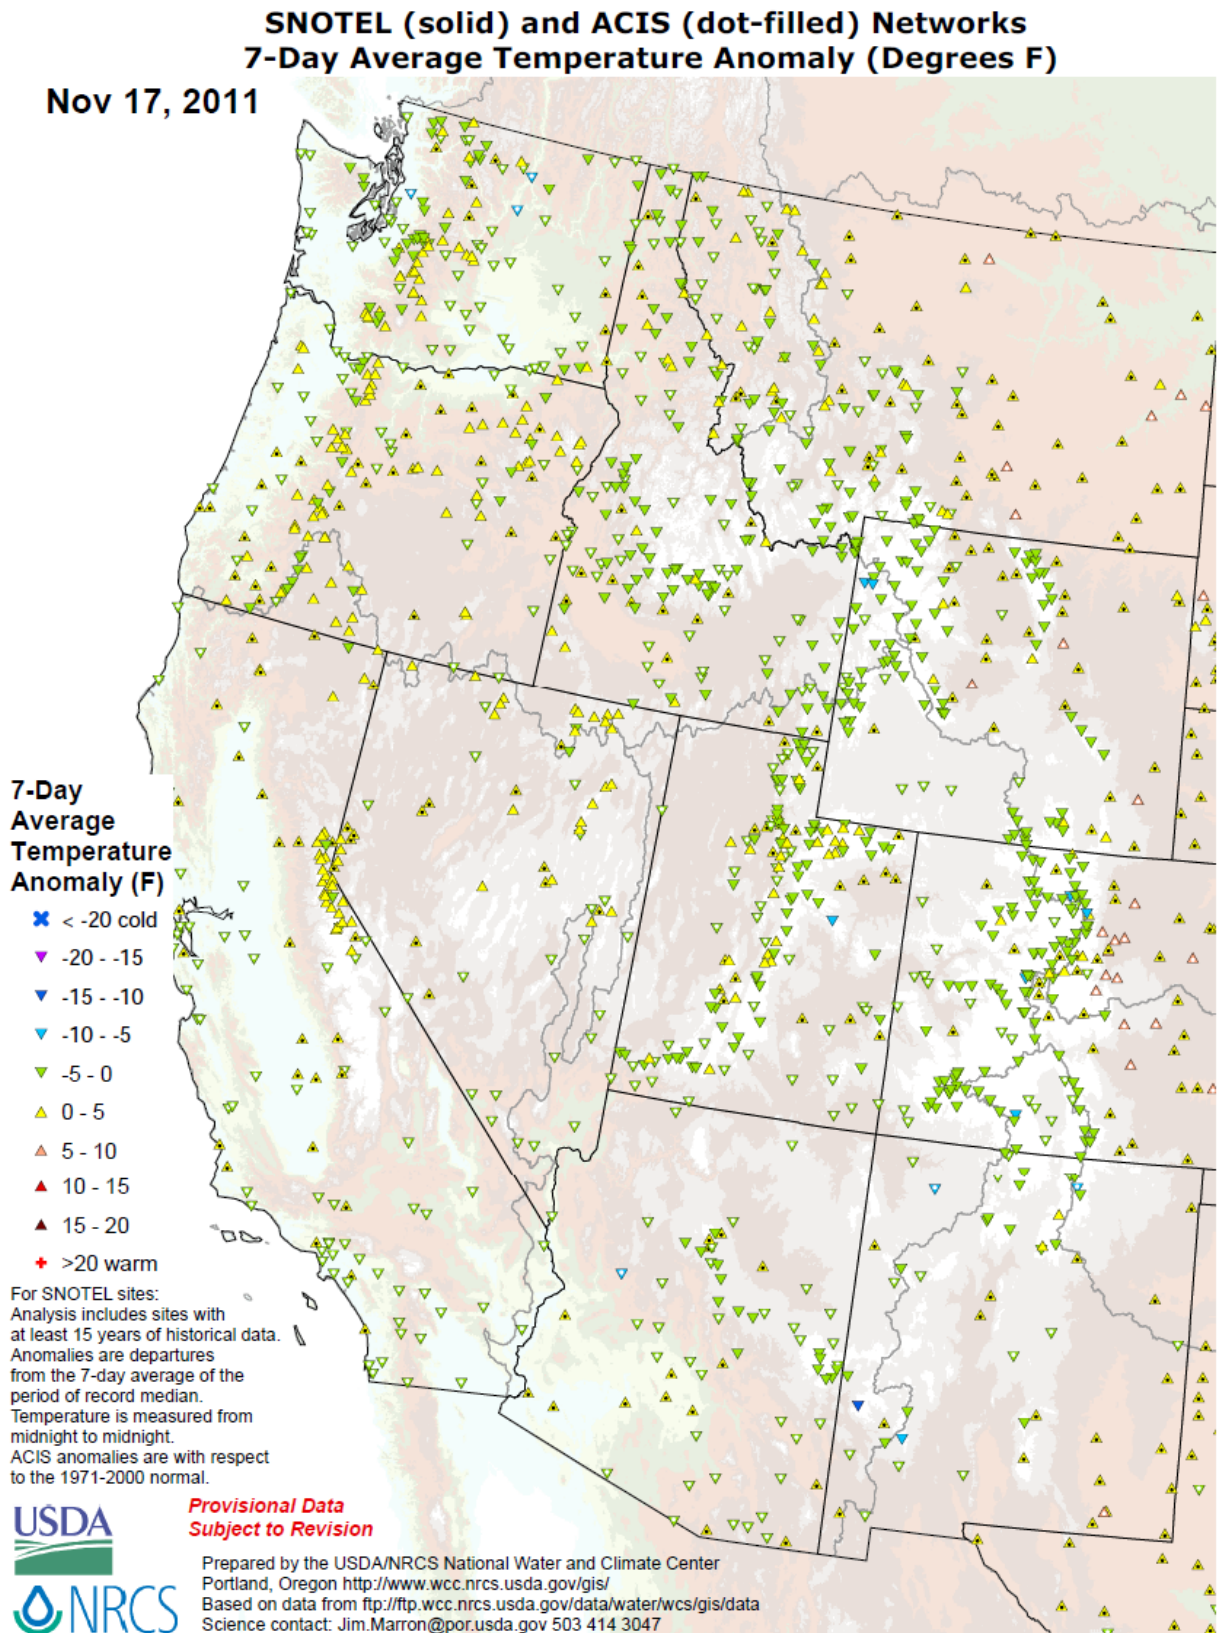 SNOTEL (solid) and ACIS (dot-filled) Networks
7-Day Average Temperature Anomaly (Degrees F)
Nov 17, 2011
7-Day
Average
Temperature
Anomaly (F)
< -20 cold
-20 - -15
-15 - -10
-10 - -5
-5 - 0
0 - 5
5 - 10
10 - 15
15 - 20
>20 warm
For SNOTEL sites:
Analysis includes sites with
at least 15 years of historical data.
Anomalies are departures
from the 7-day average of the
period of record median.
Temperature is measured from
midnight to midnight.
ACIS anomalies are with respect
to the 1971-2000 normal.
USDA
NRCS
Provisional Data
Subject to Revision
Prepared by the USDA/NRCS National Water and Climate Center
Portland, Oregon http://www.wcc.nrcs.usda.gov/gis/
Based on data from ftp://ftp.wcc.nrcs.usda.gov/data/water/wcs/gis/data
Science contact: Jim.Marron@por.usda.gov 503 414 3047